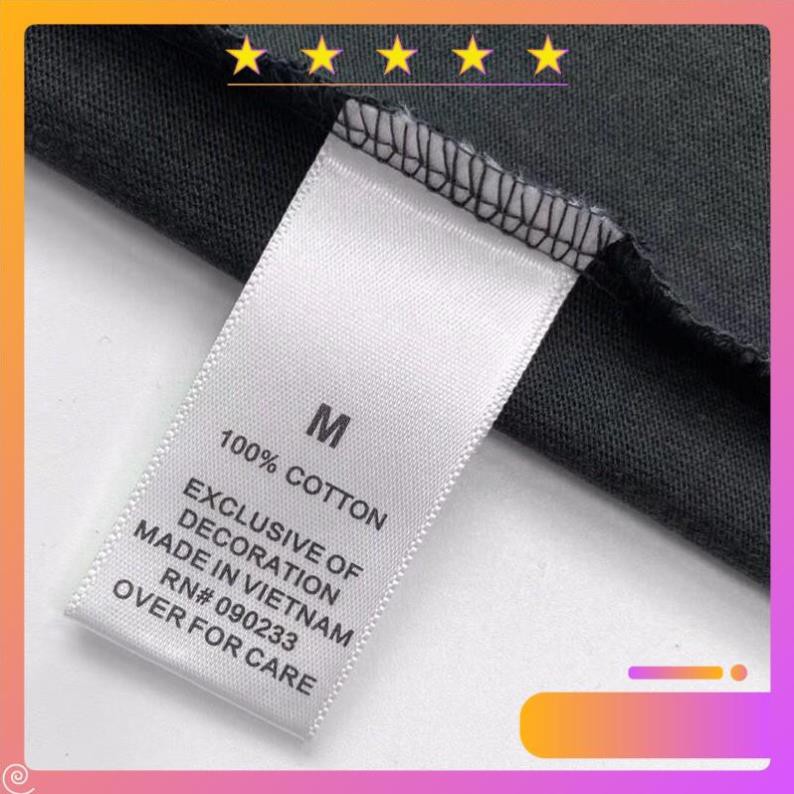 M
100% COTTON
EXCLUSIVE OF
DECORATION
MADE IN VIETNAM
RN# 090233
OVER FOR CARE